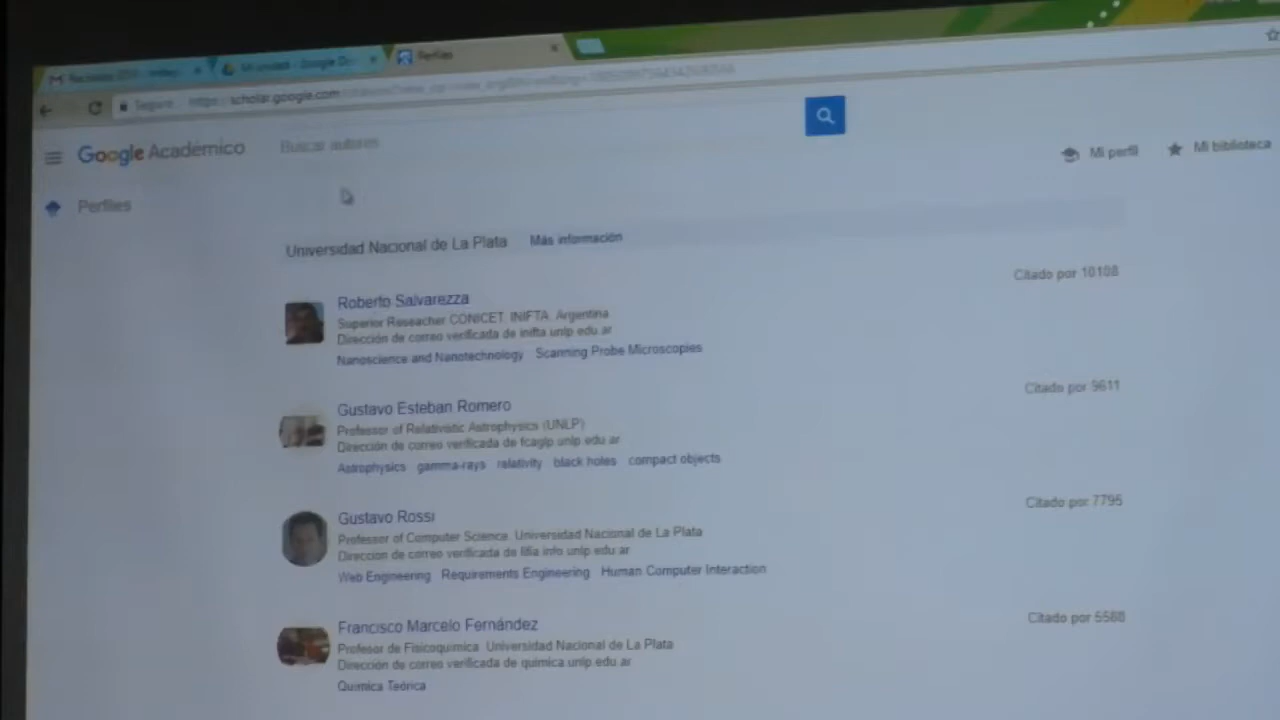 Perfiles
scholar.google.com
Google Académico
Buscar autores
Mi perfil
Mi biblioteca
Perfiles
Universidad Nacional de La Plata Más información
Roberto Salvarezza
Citado por 10108
Superior Reseacher CONICET. INIFTA. Argentina
Dirección de correo verificada de inifta.unlp.edu.ar
Nanoscience and Nanotechnology Scanning Probe Microscopies
Gustavo Esteban Romero
Citado por 9611
Professor of Relativistic Astrophysics (UNLP)
Dirección de correo verificada de fcaglp.unlp.edu.ar
Astrophysics gamma-rays relativity black holes compact objects
Gustavo Rossi
Citado por 7795
Professor of Computer Science. Universidad Nacional de La Plata
Dirección de correo verificada de lifia.info.unlp.edu.ar
Web Engineering Requirements Engineering Human Computer Interaction
Francisco Marcelo Fernández
Citado por 5588
Profesor de Fisicoquímica. Universidad Nacional de La Plata
Dirección de correo verificada de quimica.unlp.edu.ar
Química Teórica